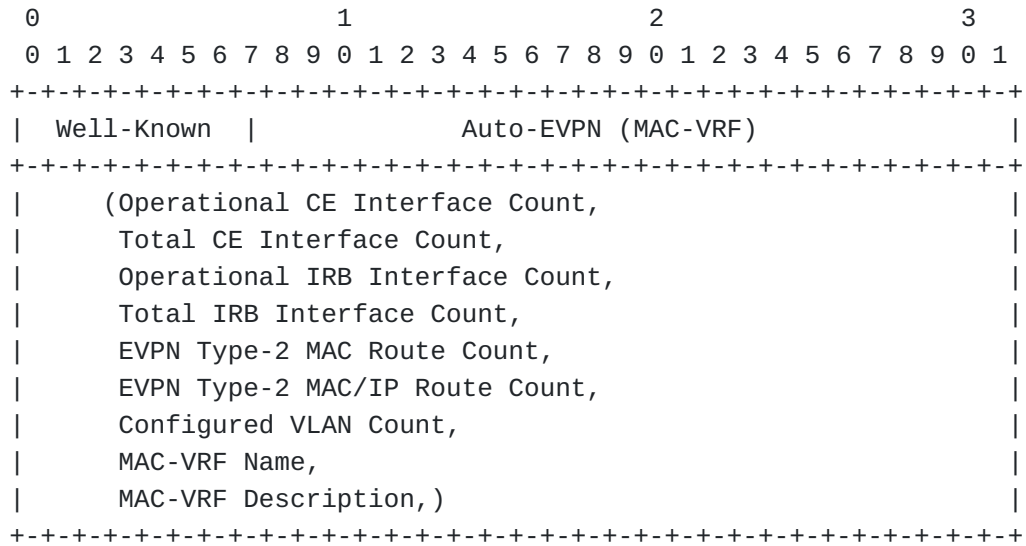 0                   1                   2                   3
 0 1 2 3 4 5 6 7 8 9 0 1 2 3 4 5 6 7 8 9 0 1 2 3 4 5 6 7 8 9 0 1
+-+-+-+-+-+-+-+-+-+-+-+-+-+-+-+-+-+-+-+-+-+-+-+-+-+-+-+-+-+-+-+-+
|  Well-Known  |             Auto-EVPN (MAC-VRF)                |
+-+-+-+-+-+-+-+-+-+-+-+-+-+-+-+-+-+-+-+-+-+-+-+-+-+-+-+-+-+-+-+-+
|     (Operational CE Interface Count,                          |
|      Total CE Interface Count,                                |
|      Operational IRB Interface Count,                         |
|      Total IRB Interface Count,                               |
|      EVPN Type-2 MAC Route Count,                             |
|      EVPN Type-2 MAC/IP Route Count,                          |
|      Configured VLAN Count,                                   |
|      MAC-VRF Name,                                            |
|      MAC-VRF Description,)                                    |
+-+-+-+-+-+-+-+-+-+-+-+-+-+-+-+-+-+-+-+-+-+-+-+-+-+-+-+-+-+-+-+-+